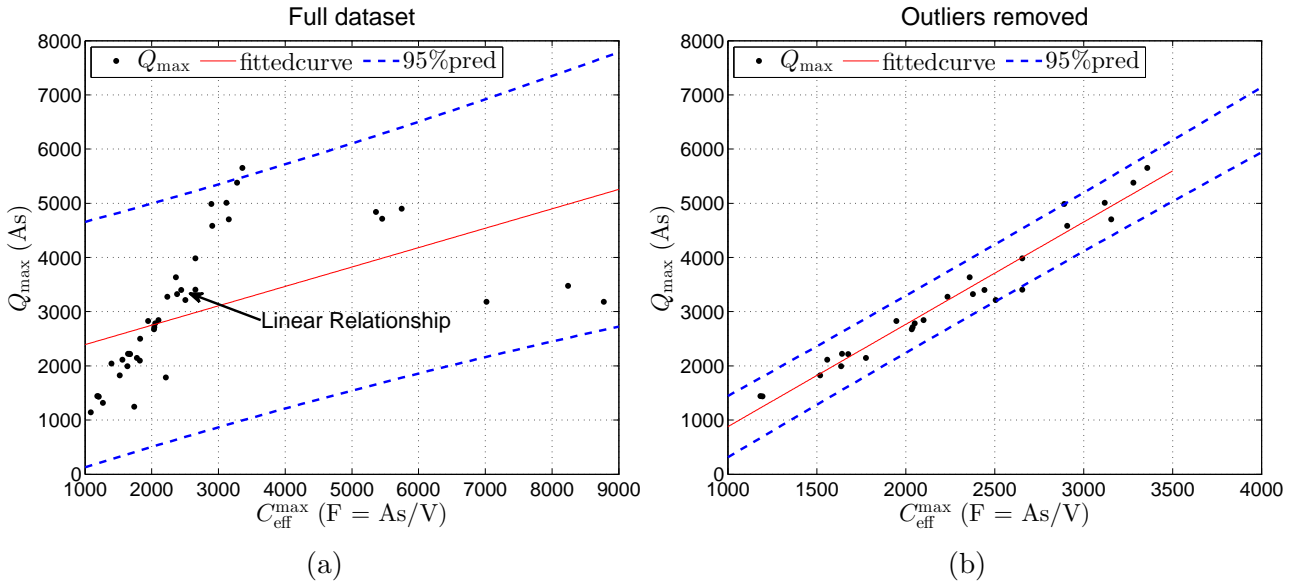 Full dataset
8000
7000
6000
5000
4000
3000
2000
1000
0
Q_max (As)
Q_max fittedcurve 95%pred
Linear Relationship
1000 2000 3000 4000 5000 6000 7000 8000 9000
C_eff^max (F = As/V)
(a)
Outliers removed
8000
7000
6000
5000
4000
3000
2000
1000
0
Q_max (As)
Q_max fittedcurve 95%pred
1000 1500 2000 2500 3000 3500 4000
C_eff^max (F = As/V)
(b)